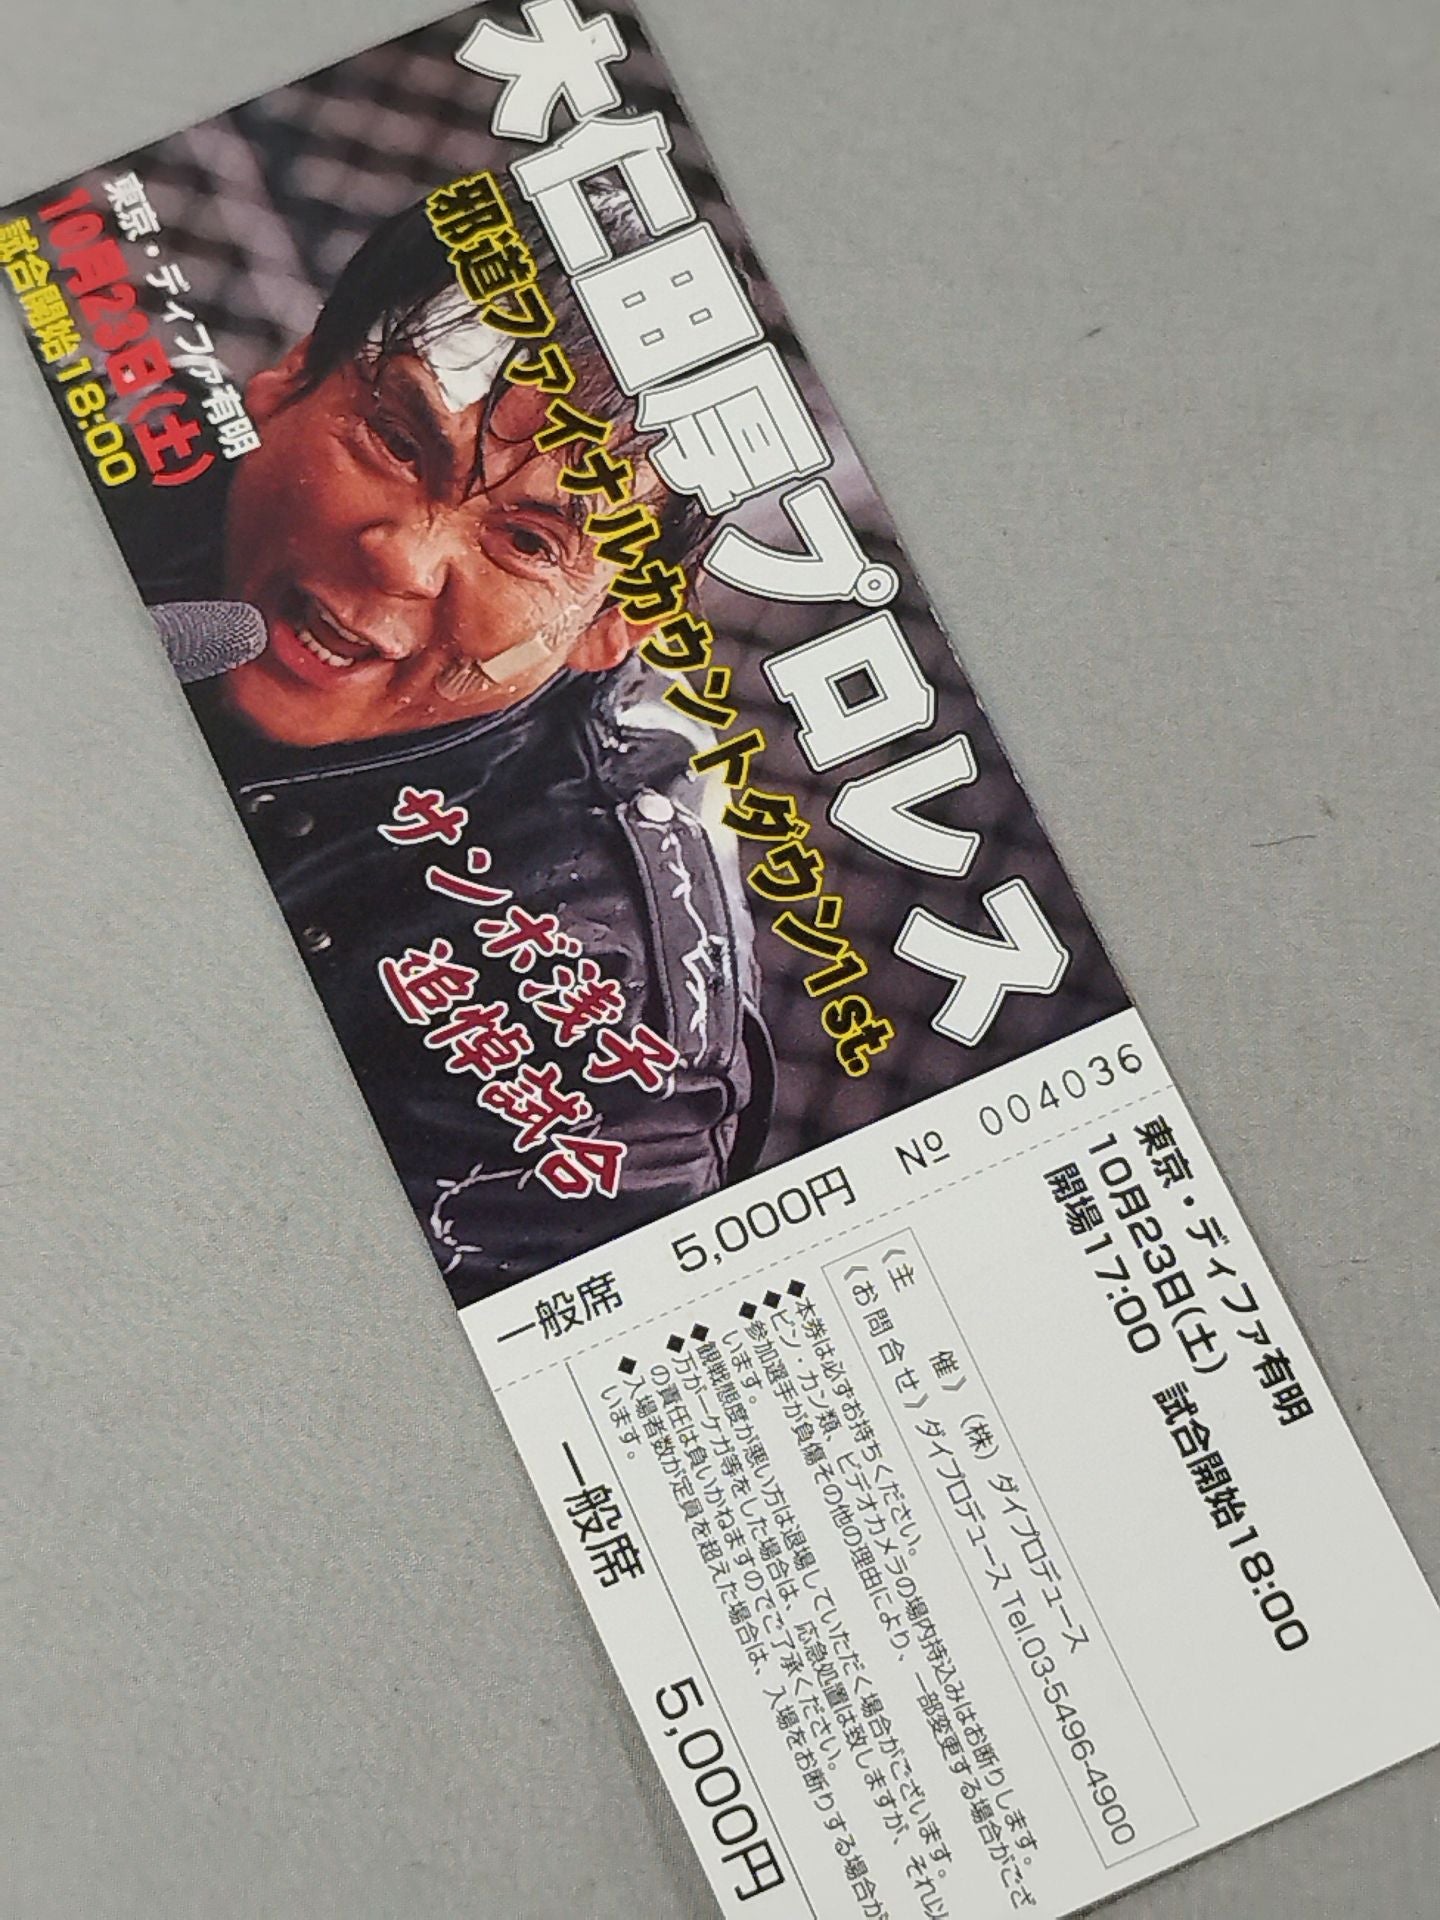 大仁田厚プロレス
邪道ファイナルカウントダウン1st.
東京・ディファ有明
10月23日(土)
試合開始18:00
サンボ浅子
追悼試合
一般席 5,000円 № 004036
東京・ディファ有明
10月23日(土)
開場17:00 試合開始18:00
《主 催》(株)ダイプロデュース
《お問合せ》ダイプロデュース Tel.03-5496-4900
◆本券は必ずお持ちください。
◆ビン・カン類、ビデオカメラの場内持込みはお断りします。
◆参加選手が負傷その他の理由により、一部変更する場合がござ
います。
◆観戦態度が悪い方は退場していただく場合がございます。
◆万が一ケガ等をした場合は、応急処置は致しますが、それ以
の責任は負いかねますのでご了承ください。
◆入場者数が定員を超えた場合は、入場をお断りする場合が
います。
一般席 5,000円